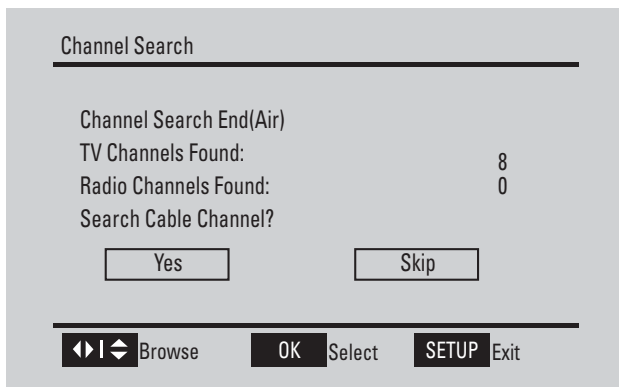 Channel Search
Channel Search End(Air)
TV Channels Found: 8
Radio Channels Found: 0
Search Cable Channel?
Yes Skip
Browse OK Select SETUP Exit